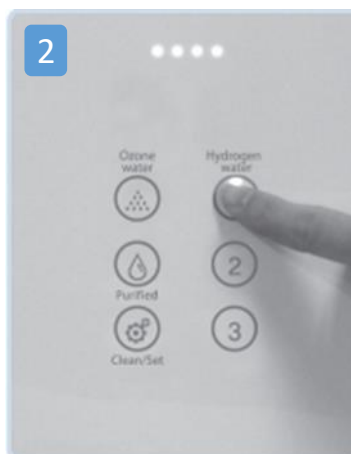 2
Ozone
water
Hydrogen
water
2
Purified
3
Clean/Set